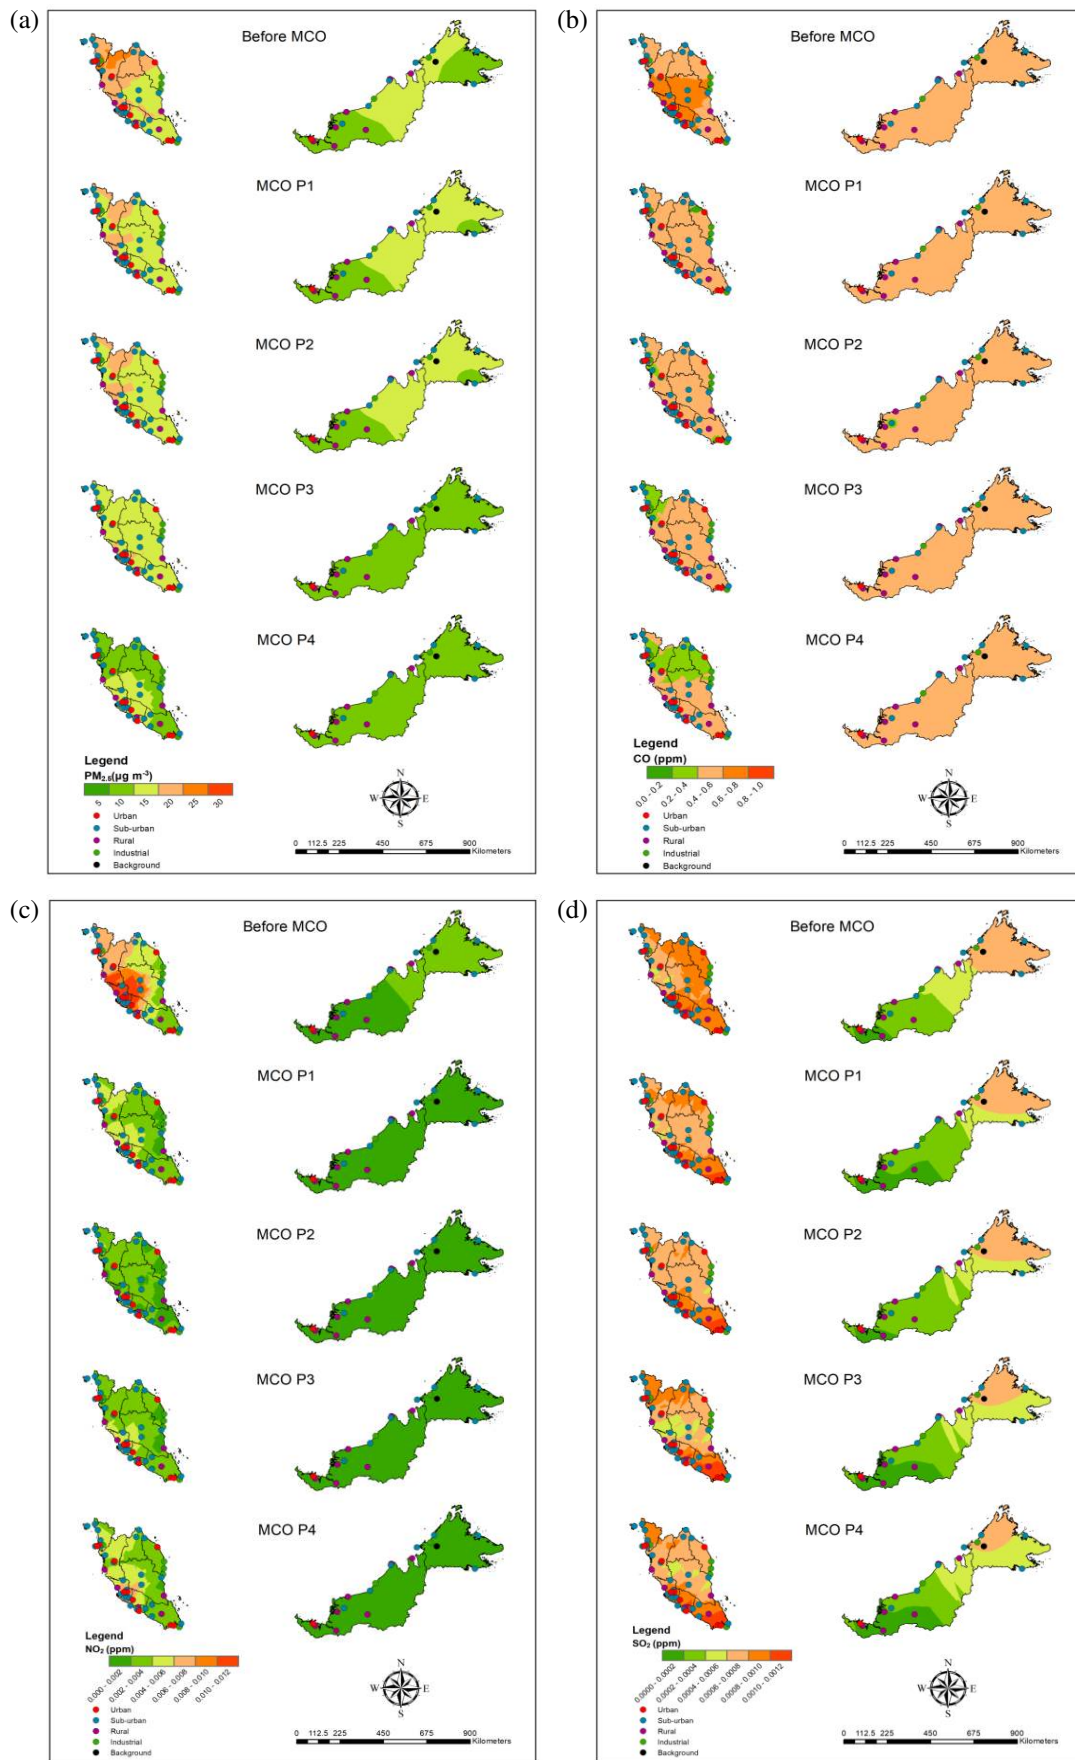 (a)
Before MCO
MCO P1
MCO P2
MCO P3
MCO P4
Legend
PM2.5(µg m-3)
5 10 15 20 25 30
Urban
Sub-urban
Rural
Industrial
Background
N
W E
S
0 112.5 225 450 675 900
Kilometers
(b)
Before MCO
MCO P1
MCO P2
MCO P3
MCO P4
Legend
CO (ppm)
0.0 - 0.2 0.2 - 0.4 0.4 - 0.6 0.6 - 0.8 0.8 - 1.0
Urban
Sub-urban
Rural
Industrial
Background
N
W E
S
0 112.5 225 450 675 900
Kilometers
(c)
Before MCO
MCO P1
MCO P2
MCO P3
MCO P4
Legend
NO2 (ppm)
0.000 - 0.002 0.002 - 0.004 0.004 - 0.006 0.006 - 0.008 0.008 - 0.010 0.010 - 0.012
Urban
Sub-urban
Rural
Industrial
Background
N
W E
S
0 112.5 225 450 675 900
Kilometers
(d)
Before MCO
MCO P1
MCO P2
MCO P3
MCO P4
Legend
SO2 (ppm)
0.0000 - 0.0002 0.0002 - 0.0004 0.0004 - 0.0006 0.0006 - 0.0008 0.0008 - 0.0010 0.0010 - 0.0012
Urban
Sub-urban
Rural
Industrial
Background
N
W E
S
0 112.5 225 450 675 900
Kilometers